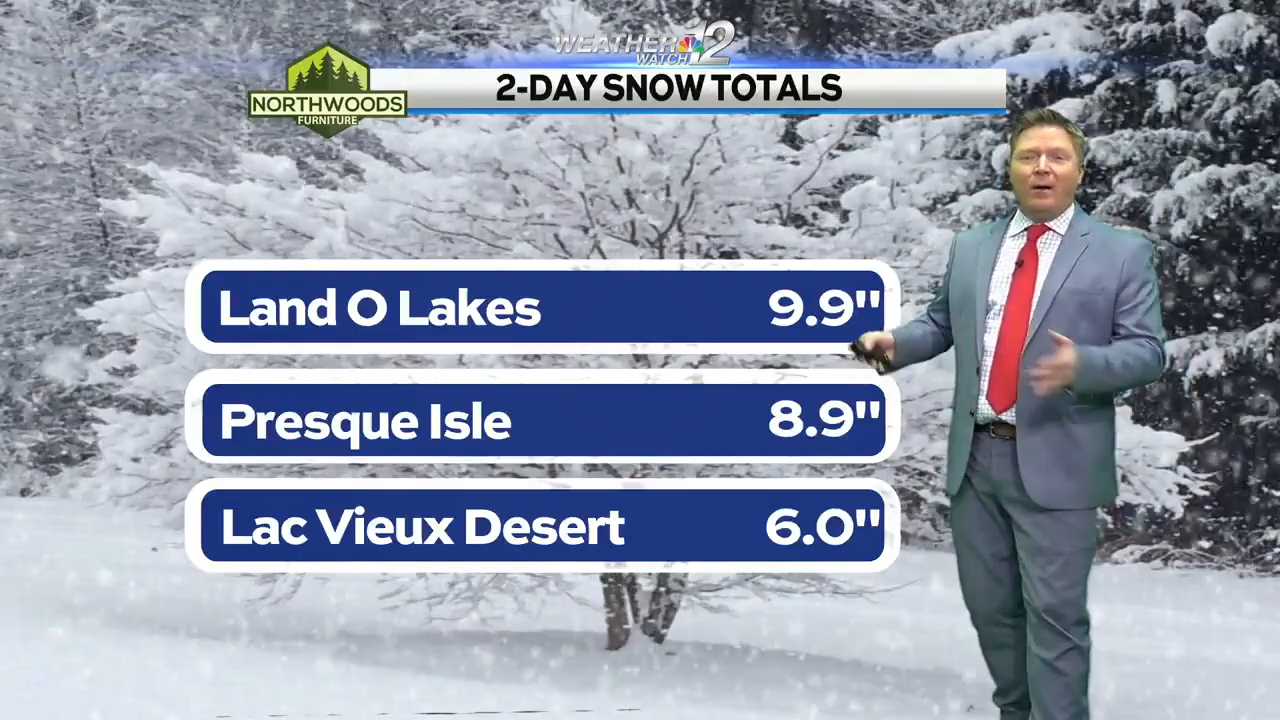 WEATHER 12
WATCH
2-DAY SNOW TOTALS
NORTHWOODS
FURNITURE
Land O Lakes 9.9"
Presque Isle 8.9"
Lac Vieux Desert 6.0"